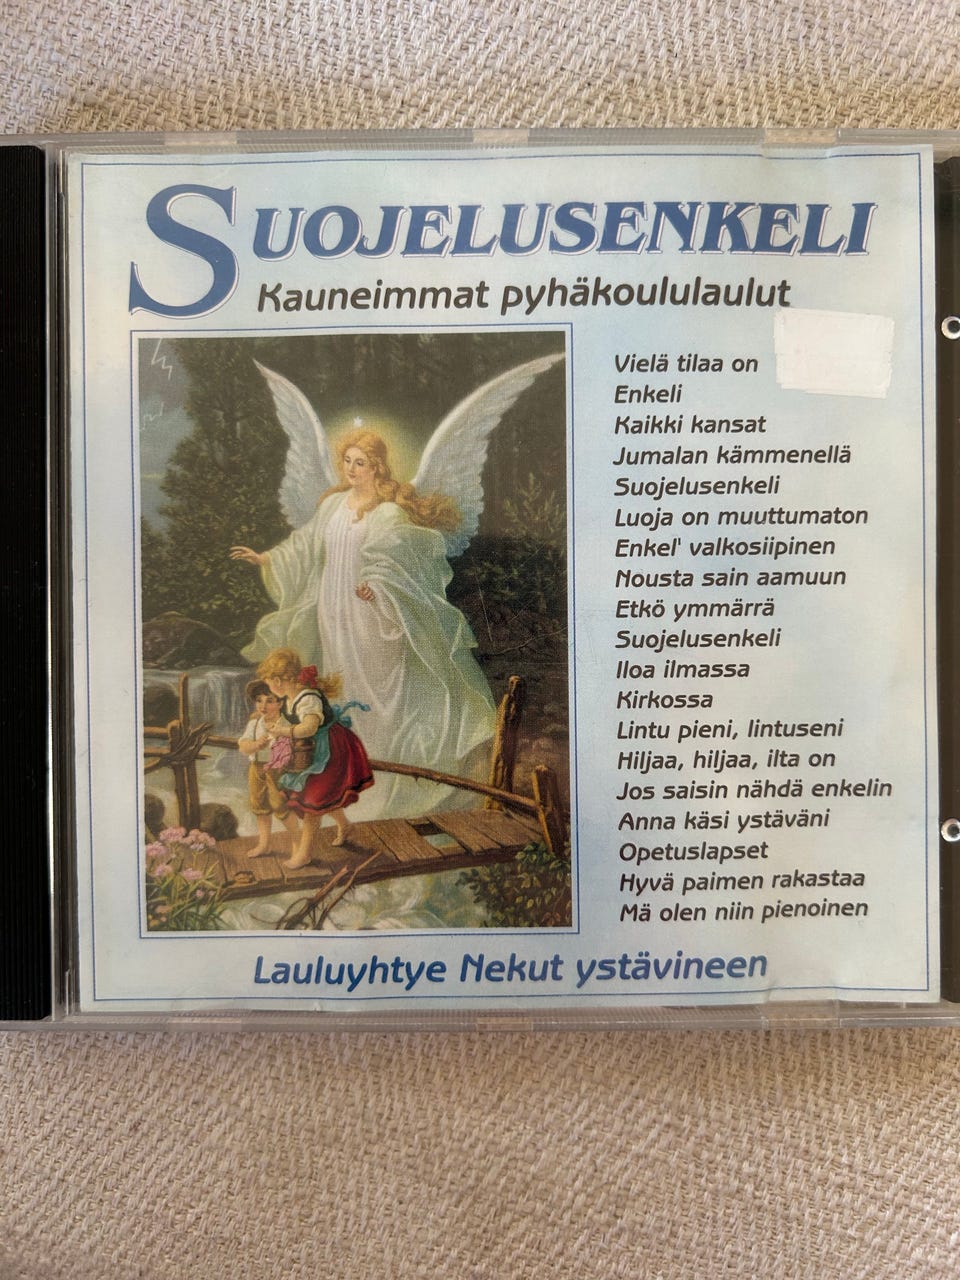 SUOJELUSENKELI
Kauneimmat pyhäkoululaulut
Vielä tilaa on
Enkeli
Kaikki kansat
Jumalan kämmenellä
Suojelusenkeli
Luoja on muuttumaton
Enkel' valkosiipinen
Nousta sain aamuun
Etkö ymmärrä
Suojelusenkeli
Iloa ilmassa
Kirkossa
Lintu pieni, lintuseni
Hiljaa, hiljaa, ilta on
Jos saisin nähdä enkelin
Anna käsi ystäväni
Opetuslapset
Hyvä paimen rakastaa
Mä olen niin pienoinen
Lauluyhtye Nekut ystävineen